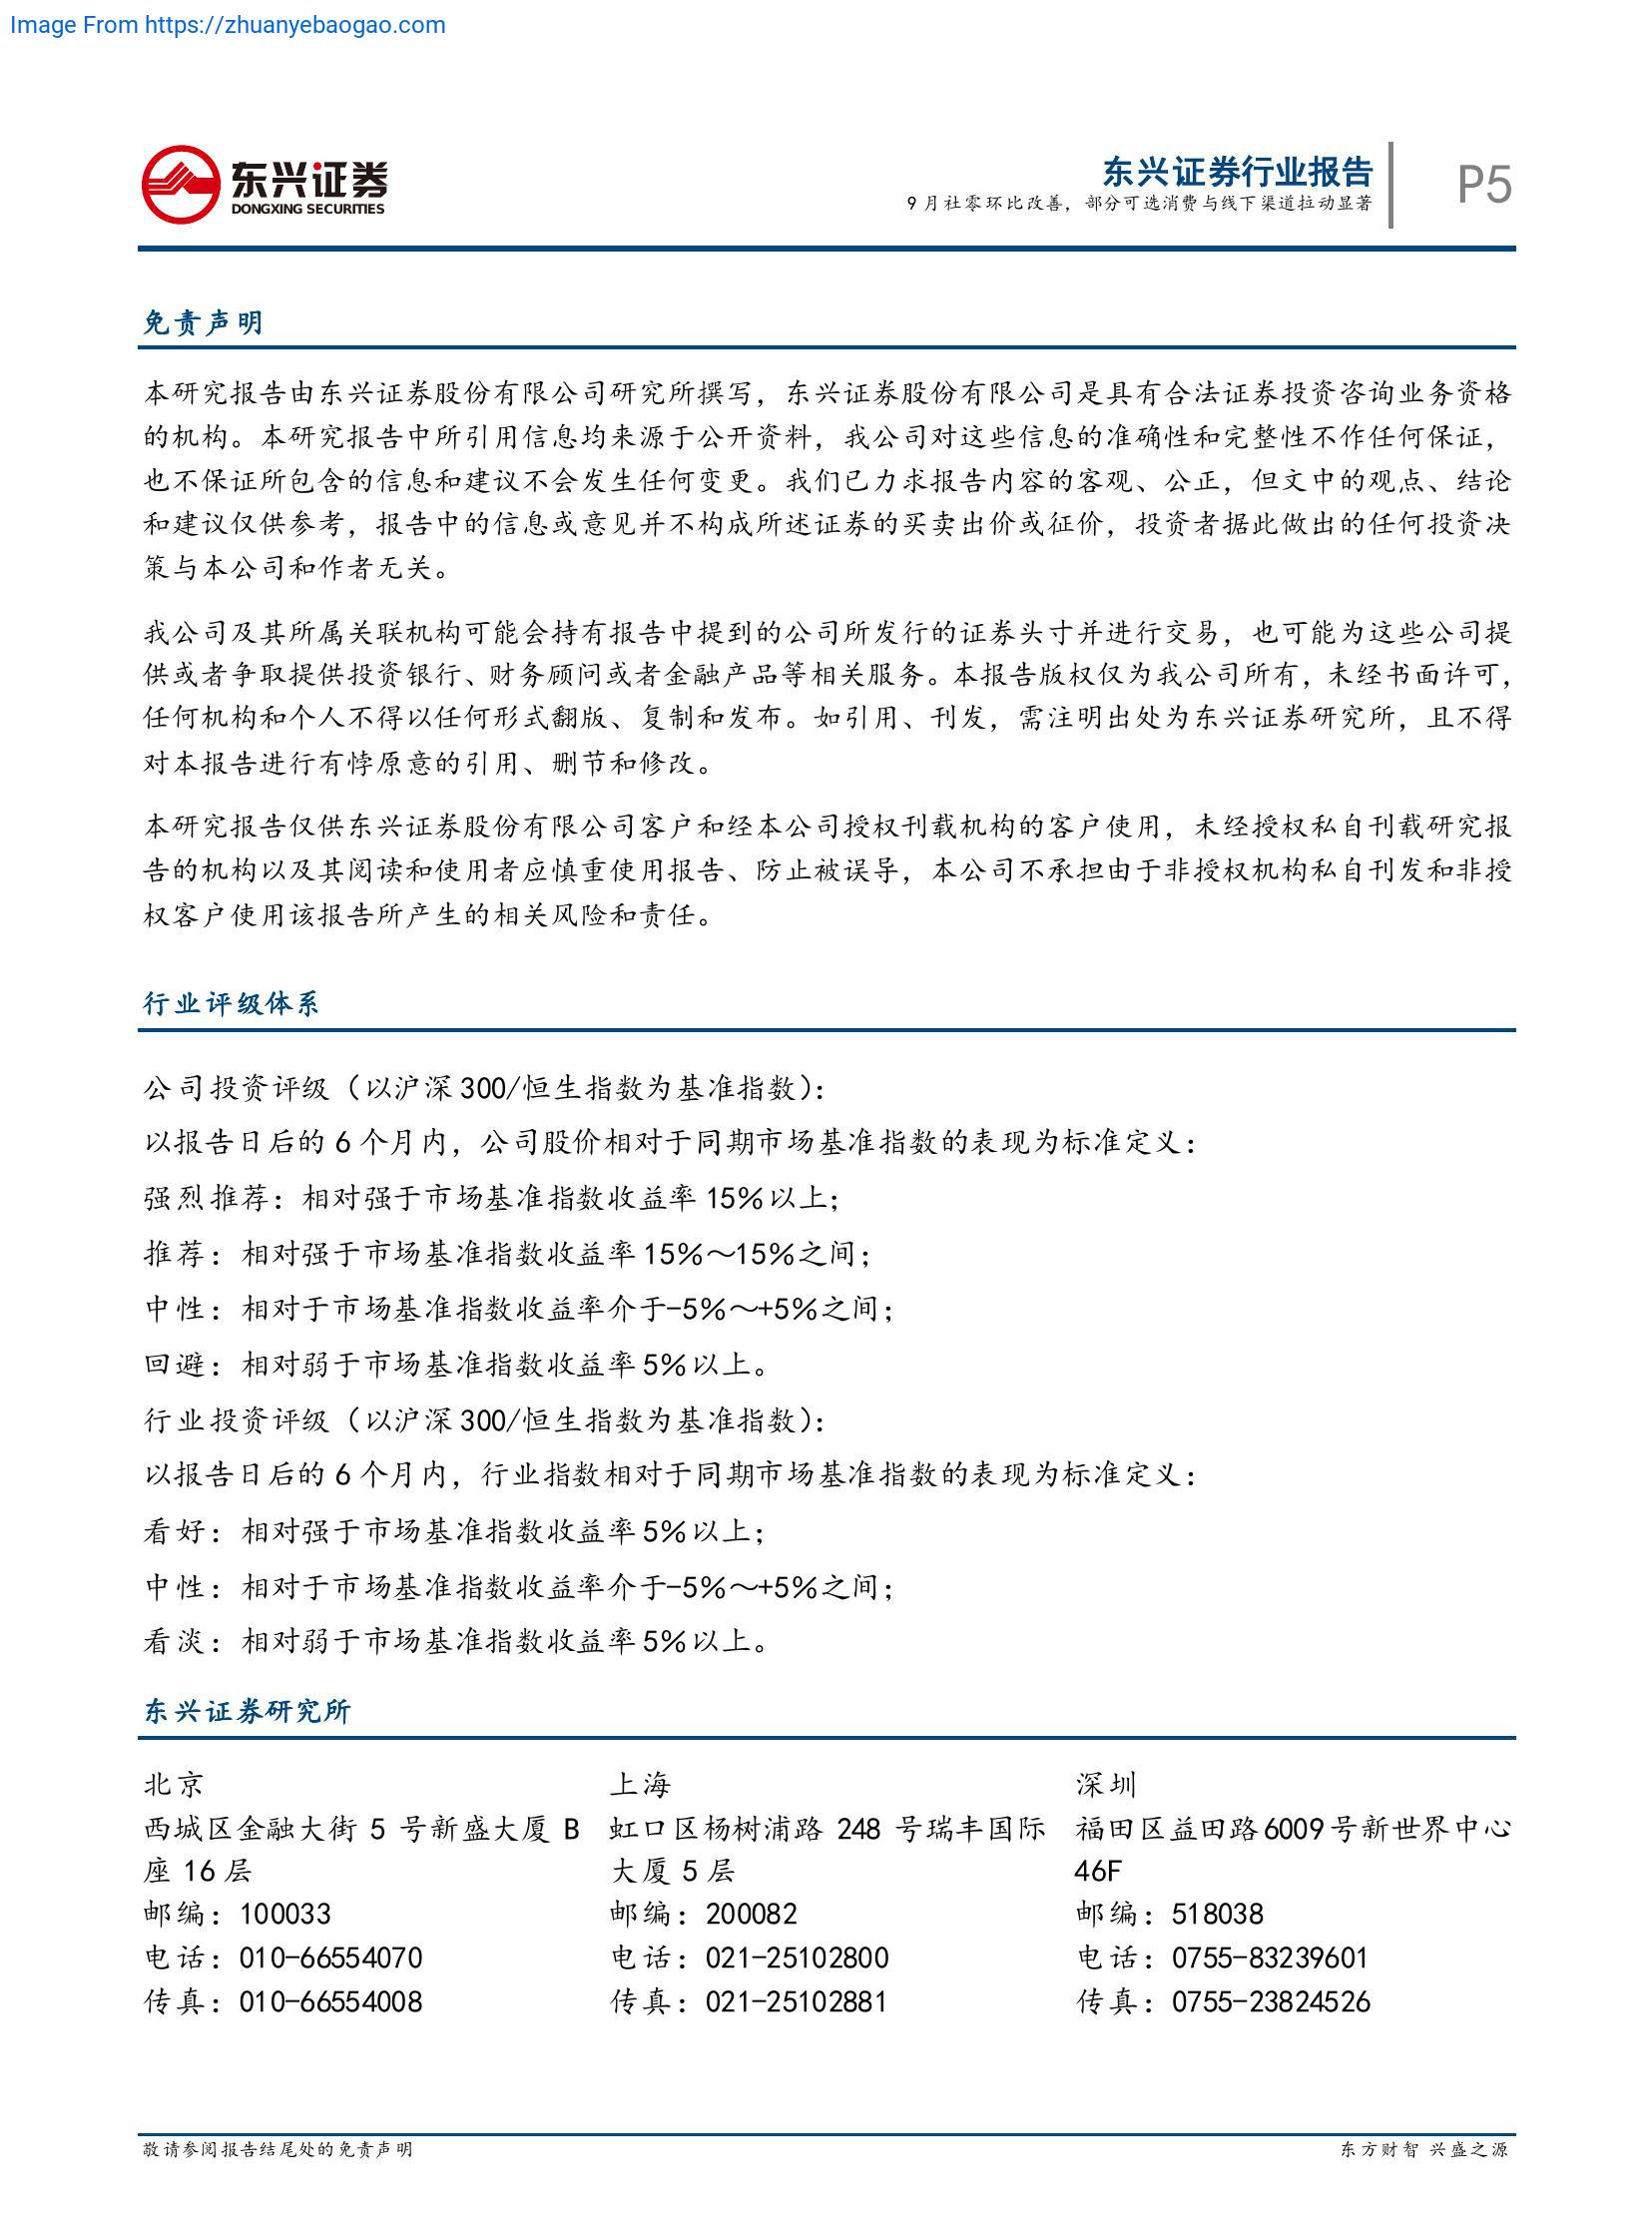 Image From https://zhuanyebaogao.com
东兴证券
DONGXING SECURITIES
东兴证券行业报告
9 月社零环比改善，部分可选消费与线下渠道拉动显著
P5
免责声明
本研究报告由东兴证券股份有限公司研究所撰写，东兴证券股份有限公司是具有合法证券投资咨询业务资格
的机构。本研究报告中所引用信息均来源于公开资料，我公司对这些信息的准确性和完整性不作任何保证，
也不保证所包含的信息和建议不会发生任何变更。我们已力求报告内容的客观、公正，但文中的观点、结论
和建议仅供参考，报告中的信息或意见并不构成所述证券的买卖出价或征价，投资者据此做出的任何投资决
策与本公司和作者无关。
我公司及其所属关联机构可能会持有报告中提到的公司所发行的证券头寸并进行交易，也可能为这些公司提
供或者争取提供投资银行、财务顾问或者金融产品等相关服务。本报告版权仅为我公司所有，未经书面许可，
任何机构和个人不得以任何形式翻版、复制和发布。如引用、刊发，需注明出处为东兴证券研究所，且不得
对本报告进行有悖原意的引用、删节和修改。
本研究报告仅供东兴证券股份有限公司客户和经本公司授权刊载机构的客户使用，未经授权私自刊载研究报
告的机构以及其阅读和使用者应慎重使用报告、防止被误导，本公司不承担由于非授权机构私自刊发和非授
权客户使用该报告所产生的相关风险和责任。
行业评级体系
公司投资评级（以沪深 300/恒生指数为基准指数）：
以报告日后的 6 个月内，公司股价相对于同期市场基准指数的表现为标准定义：
强烈推荐：相对强于市场基准指数收益率 15％以上；
推荐：相对强于市场基准指数收益率 15％～15％之间；
中性：相对于市场基准指数收益率介于-5％～+5％之间；
回避：相对弱于市场基准指数收益率 5％以上。
行业投资评级（以沪深 300/恒生指数为基准指数）：
以报告日后的 6 个月内，行业指数相对于同期市场基准指数的表现为标准定义：
看好：相对强于市场基准指数收益率 5％以上；
中性：相对于市场基准指数收益率介于-5％～+5％之间；
看淡：相对弱于市场基准指数收益率 5％以上。
东兴证券研究所
北京
西城区金融大街 5 号新盛大厦 B
座 16 层
邮编：100033
电话：010-66554070
传真：010-66554008
上海
虹口区杨树浦路 248 号瑞丰国际
大厦 5 层
邮编：200082
电话：021-25102800
传真：021-25102881
深圳
福田区益田路 6009 号新世界中心
46F
邮编：518038
电话：0755-83239601
传真：0755-23824526
敬请参阅报告结尾处的免责声明
东方财智 兴盛之源